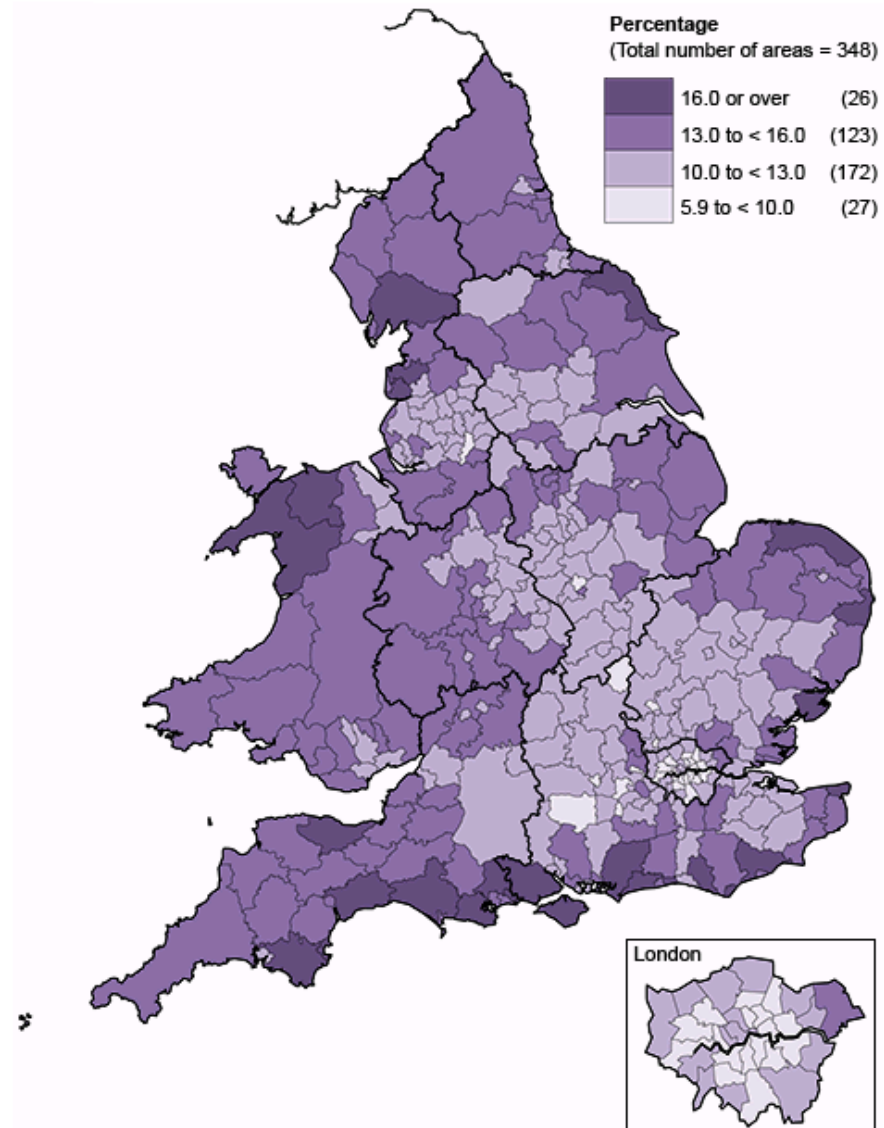 Percentage
(Total number of areas = 348)
16.0 or over (26)
13.0 to < 16.0 (123)
10.0 to < 13.0 (172)
5.9 to < 10.0 (27)
London